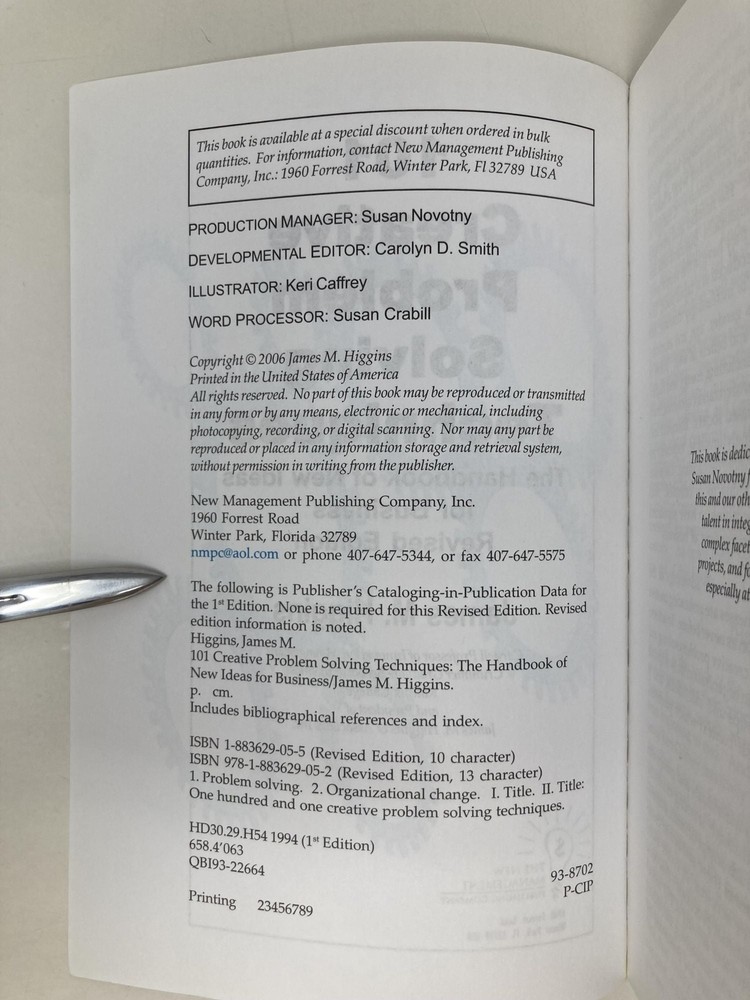 This book is available at a special discount when ordered in bulk
quantities. For information, contact New Management Publishing
Company, Inc.: 1960 Forrest Road, Winter Park, Fl 32789 USA
PRODUCTION MANAGER: Susan Novotny
DEVELOPMENTAL EDITOR: Carolyn D. Smith
ILLUSTRATOR: Keri Caffrey
WORD PROCESSOR: Susan Crabill
Copyright © 2006 James M. Higgins
Printed in the United States of America
All rights reserved. No part of this book may be reproduced or transmitted
in any form or by any means, electronic or mechanical, including
photocopying, recording, or digital scanning. Nor may any part be
reproduced or placed in any information storage and retrieval system,
without permission in writing from the publisher.
New Management Publishing Company, Inc.
1960 Forrest Road
Winter Park, Florida 32789
nmpc@aol.com or phone 407-647-5344, or fax 407-647-5575
The following is Publisher's Cataloging-in-Publication Data for
the 1st Edition. None is required for this Revised Edition. Revised
edition information is noted.
Higgins, James M.
101 Creative Problem Solving Techniques: The Handbook of
New Ideas for Business/James M. Higgins.
p. cm.
Includes bibliographical references and index.
ISBN 1-883629-05-5 (Revised Edition, 10 character)
ISBN 978-1-883629-05-2 (Revised Edition, 13 character)
1. Problem solving. 2. Organizational change. I. Title. II. Title:
One hundred and one creative problem solving techniques.
HD30.29.H54 1994 (1st Edition)
658.4'063
QBI93-22664
93-8702
P-CIP
Printing 23456789
This book is dedic
Susan Novotny f
this and our oth
talent in integ
complex facet
projects, and fo
especially at